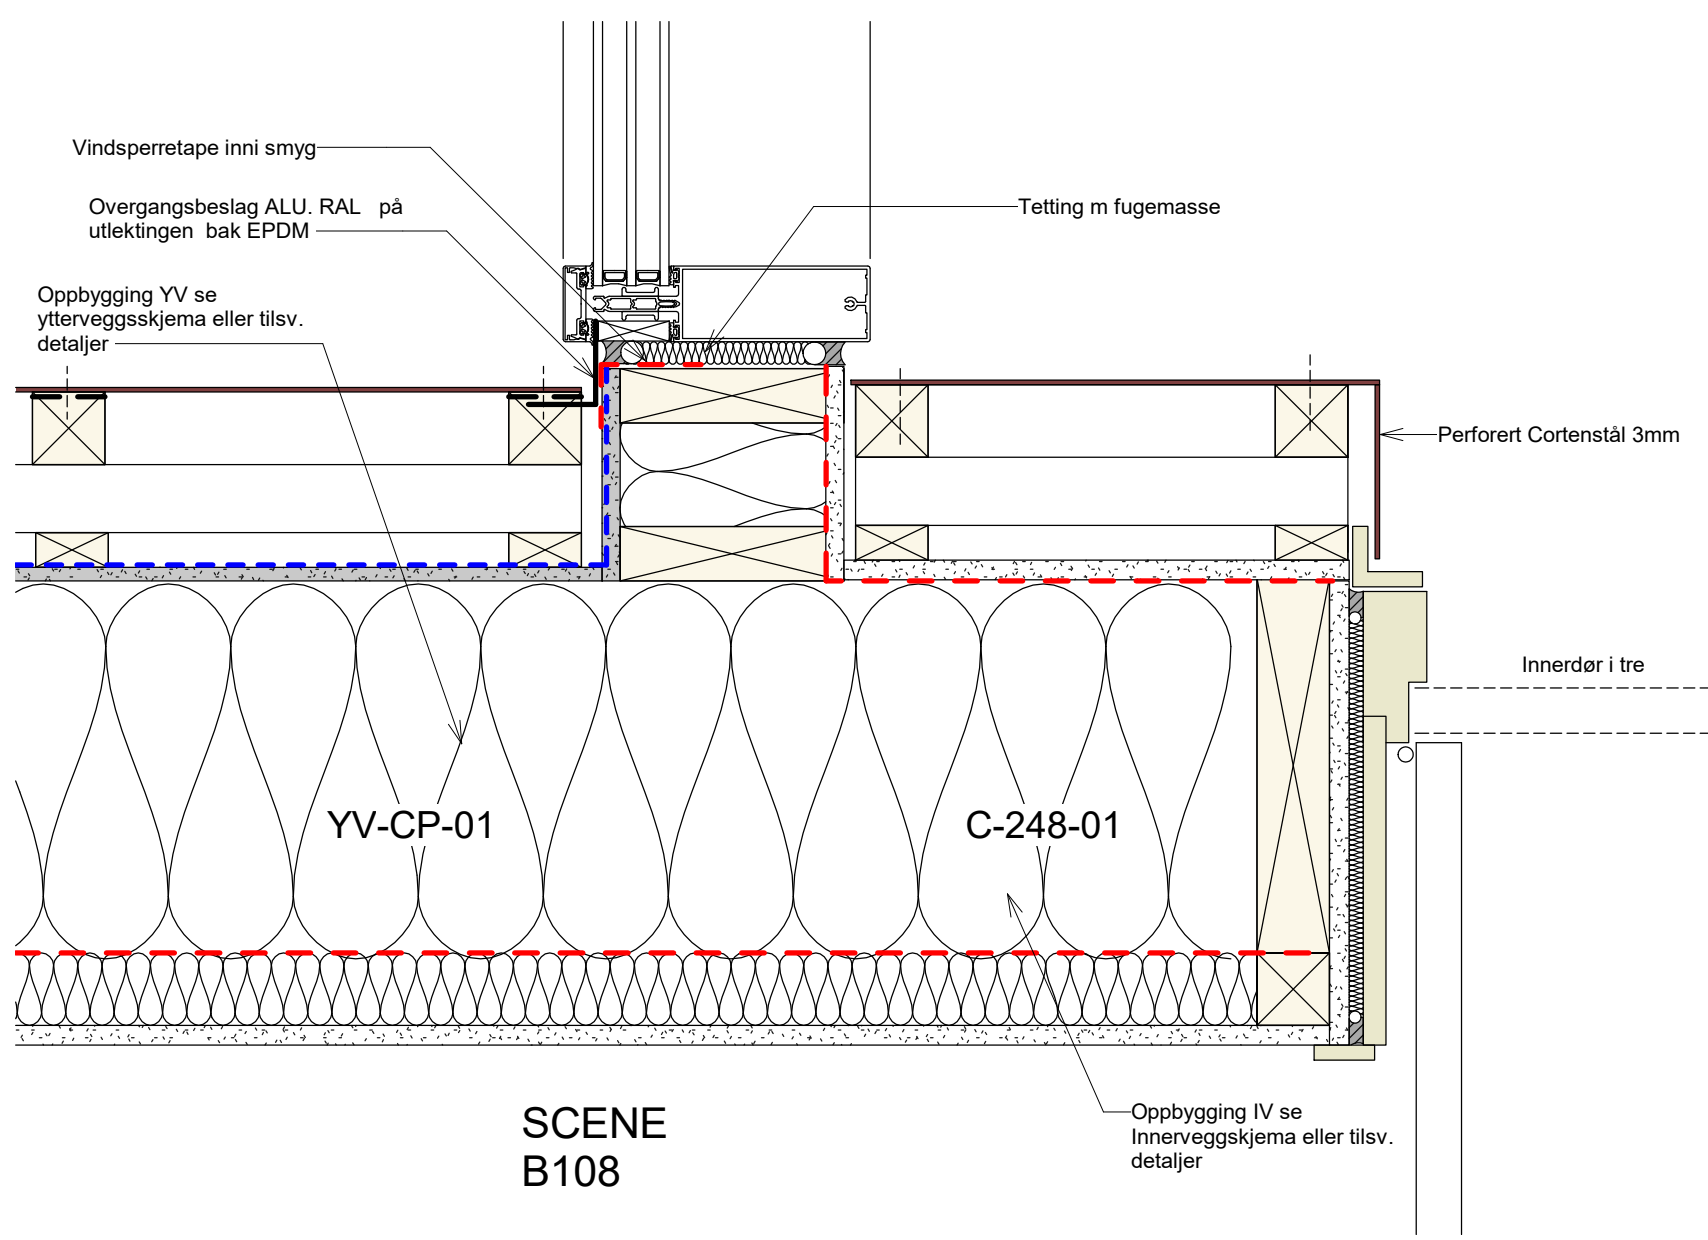 Vindsperretape inni smyg
Overgangsbeslag ALU. RAL på
utlektingen bak EPDM
Tetting m fugemasse
Oppbygging YV se
ytterveggsskjema eller tilsv.
detaljer
Perforert Cortenstål 3mm
Innerdør i tre
YV-CP-01
C-248-01
SCENE
B108
Oppbygging IV se
Innerveggskjema eller tilsv.
detaljer